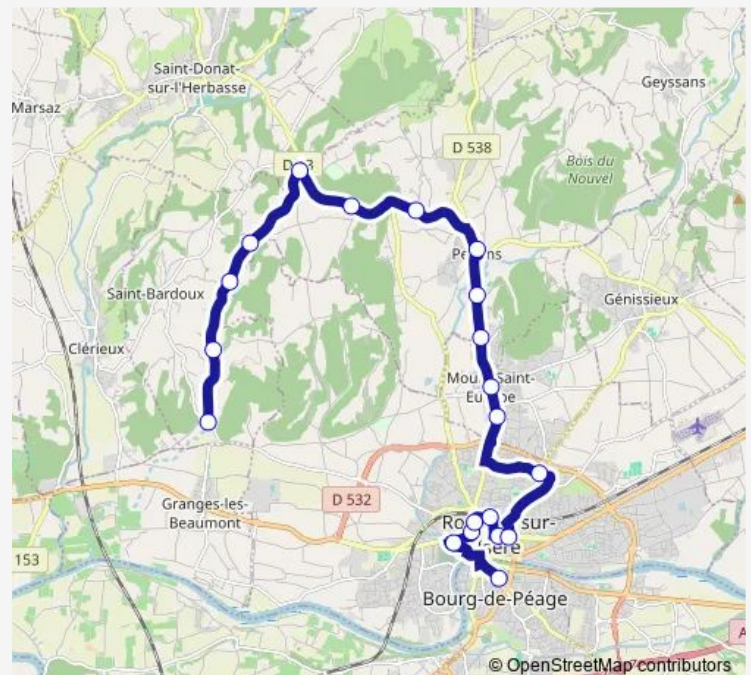 Saint-Donat-
sur-l'Herbasse
Geyssans
Marsaz
D 538
Bois du
Nouvel
Saint-Bardoux
Génissieux
Clérieux
D 532
Granges-les-
Beaumont
153
Bourg-de-Péage
A
© OpenStreetMap contributors